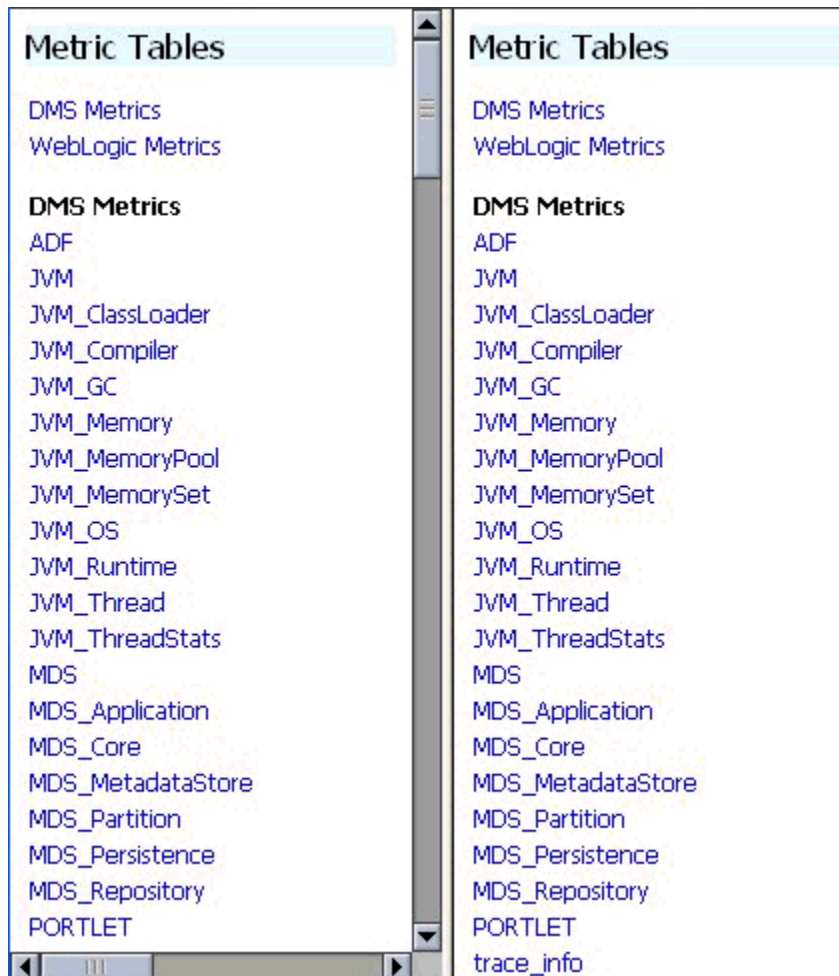 Metric Tables
DMS Metrics
WebLogic Metrics
DMS Metrics
ADF
JVM
JVM_ClassLoader
JVM_Compiler
JVM_GC
JVM_Memory
JVM_MemoryPool
JVM_MemorySet
JVM_OS
JVM_Runtime
JVM_Thread
JVM_ThreadStats
MDS
MDS_Application
MDS_Core
MDS_MetadataStore
MDS_Partition
MDS_Persistence
MDS_Repository
PORTLET
Metric Tables
DMS Metrics
WebLogic Metrics
DMS Metrics
ADF
JVM
JVM_ClassLoader
JVM_Compiler
JVM_GC
JVM_Memory
JVM_MemoryPool
JVM_MemorySet
JVM_OS
JVM_Runtime
JVM_Thread
JVM_ThreadStats
MDS
MDS_Application
MDS_Core
MDS_MetadataStore
MDS_Partition
MDS_Persistence
MDS_Repository
PORTLET
trace_info